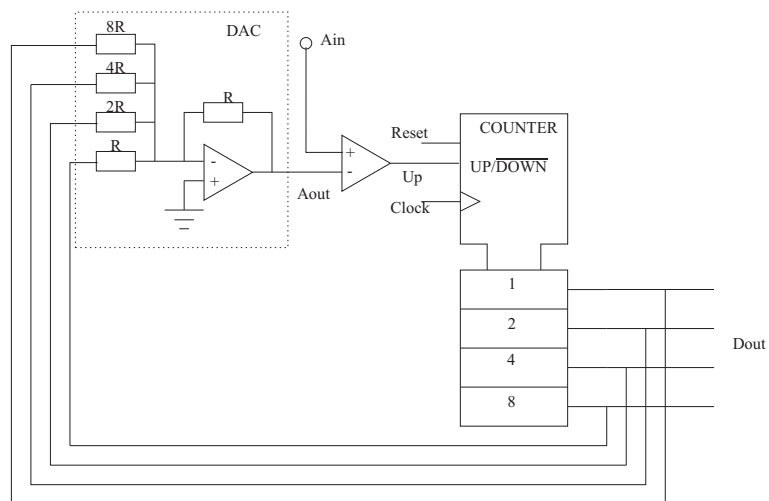 8R
DAC
Ain
4R
R
2R
Reset
COUNTER
R
+
-
-
UP/DOWN
+
Up
Aout
Clock
1
2
Dout
4
8